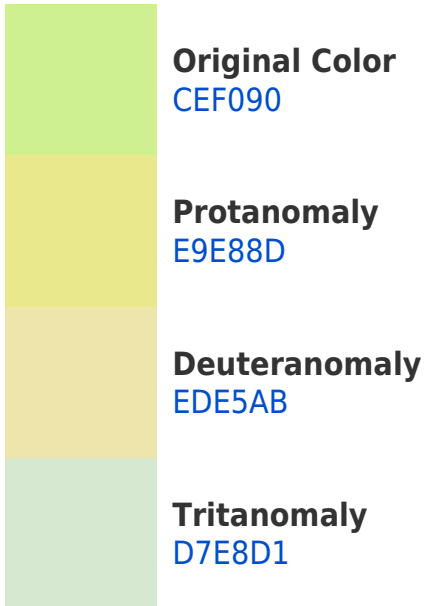 Original Color
CEF090
Protanomaly
E9E88D
Deuteranomaly
EDE5AB
Tritanomaly
D7E8D1